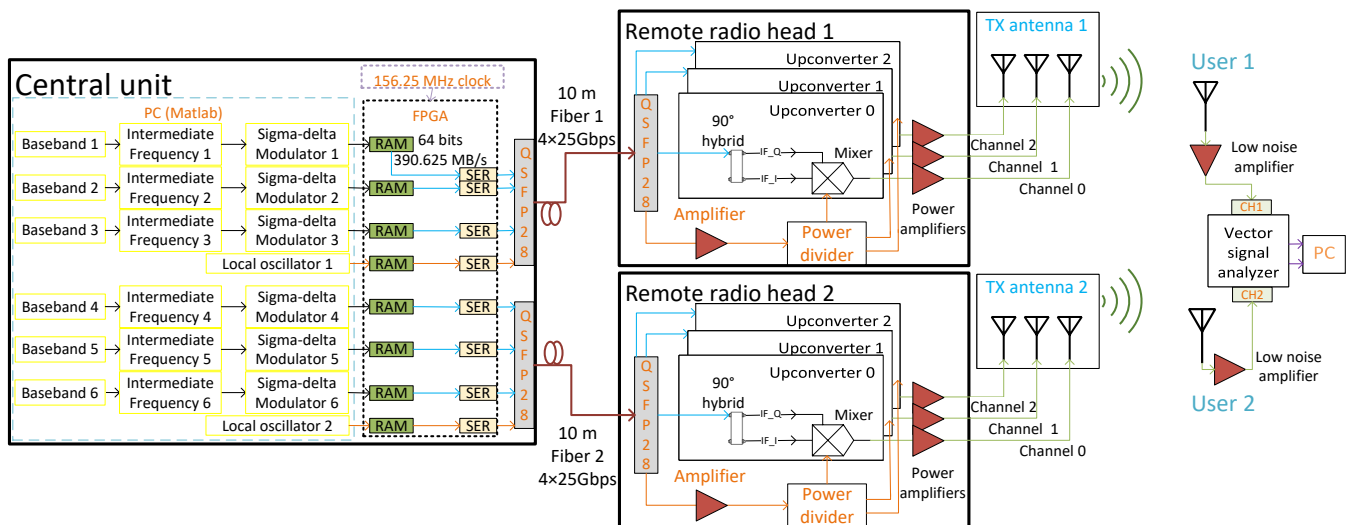 Central unit
PC (Matlab)
156.25 MHz clock
FPGA
Baseband 1
Intermediate
Frequency 1
Sigma-delta
Modulator 1
RAM
64 bits
390.625 MB/s
SER
Baseband 2
Intermediate
Frequency 2
Sigma-delta
Modulator 2
RAM
SER
Baseband 3
Intermediate
Frequency 3
Sigma-delta
Modulator 3
RAM
SER
Local oscillator 1
RAM
SER
QSFP28
Baseband 4
Intermediate
Frequency 4
Sigma-delta
Modulator 4
RAM
SER
Baseband 5
Intermediate
Frequency 5
Sigma-delta
Modulator 5
RAM
SER
Baseband 6
Intermediate
Frequency 6
Sigma-delta
Modulator 6
RAM
SER
Local oscillator 2
RAM
SER
QSFP28
10 m
Fiber 1
4×25Gbps
10 m
Fiber 2
4×25Gbps
Remote radio head 1
QSFP28
Upconverter 2
Upconverter 1
Upconverter 0
90°
hybrid
IF_Q
IF_I
Mixer
Amplifier
Power
divider
Power
amplifiers
Channel 2
Channel 1
Channel 0
TX antenna 1
Remote radio head 2
QSFP28
Upconverter 2
Upconverter 1
Upconverter 0
90°
hybrid
IF_Q
IF_I
Mixer
Amplifier
Power
divider
Power
amplifiers
Channel 2
Channel 1
Channel 0
TX antenna 2
User 1
Low noise
amplifier
CH1
Vector
signal
analyzer
CH2
PC
Low noise
amplifier
User 2